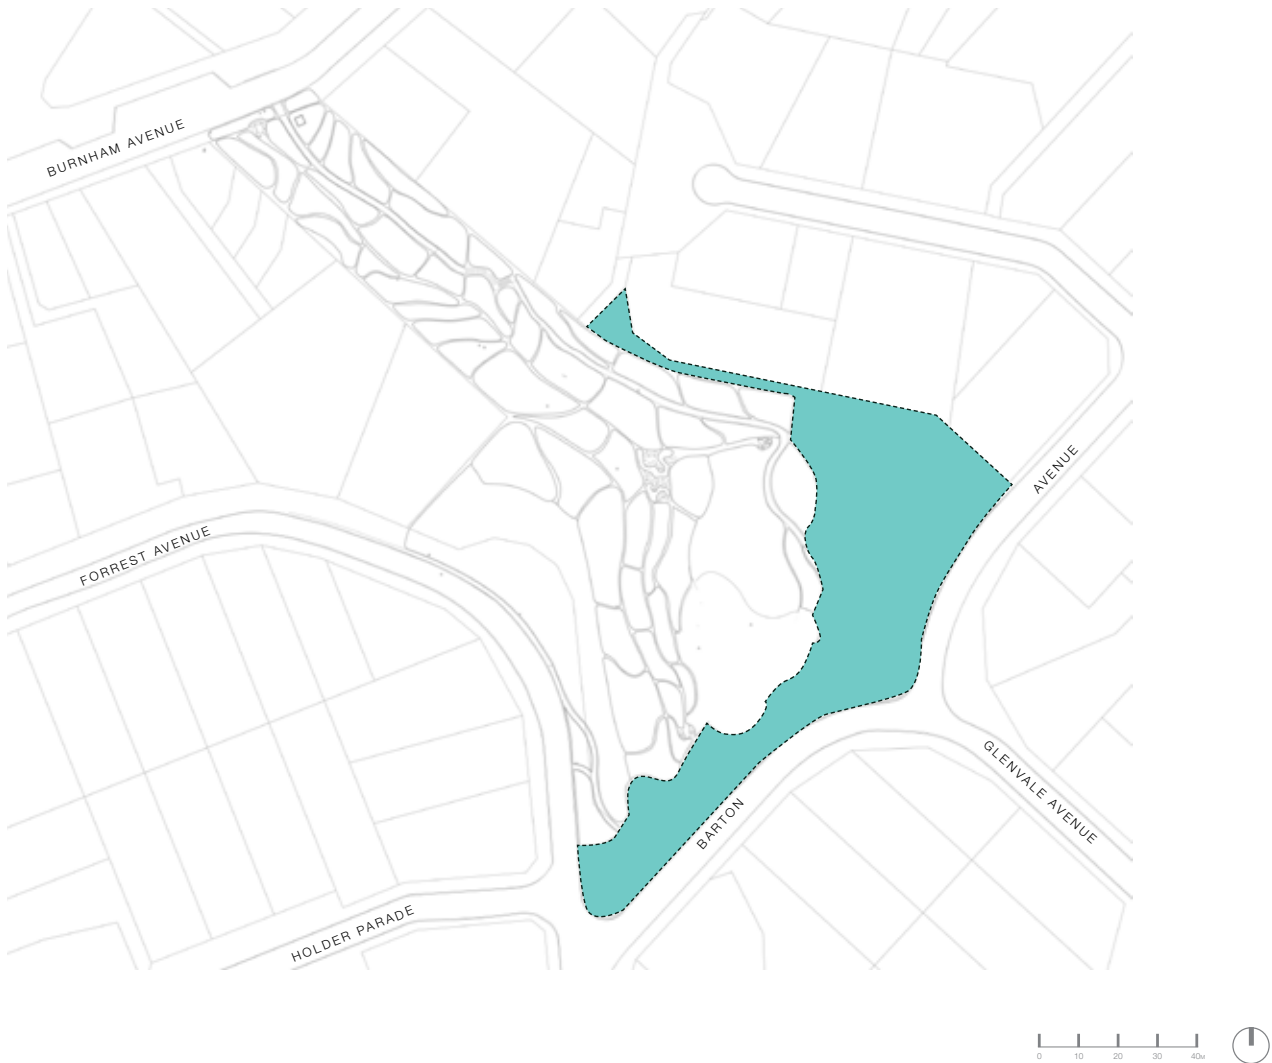 BURNHAM AVENUE
AVENUE
FORREST AVENUE
GLENVALE AVENUE
BARTON
HOLDER PARADE
0 10 20 30 40M